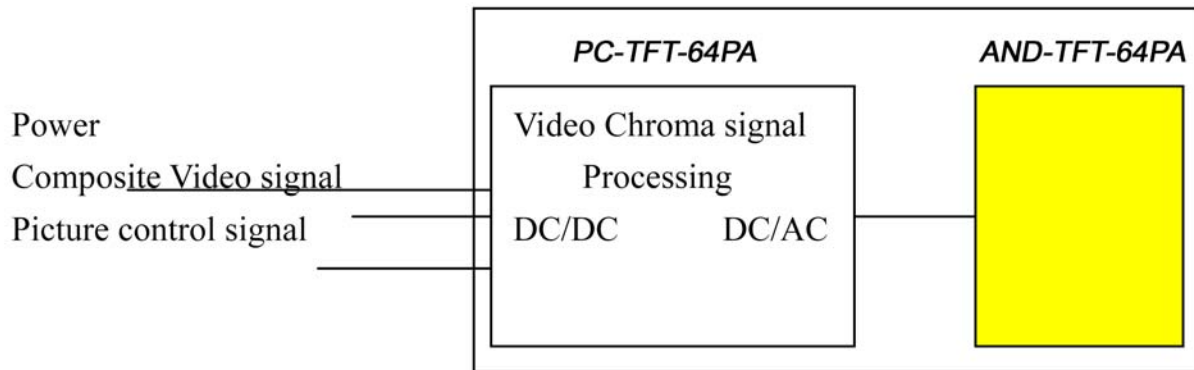 PC-TFT-64PA
AND-TFT-64PA
Power
Composite Video signal
Picture control signal
Video Chroma signal
Processing
DC/DC DC/AC